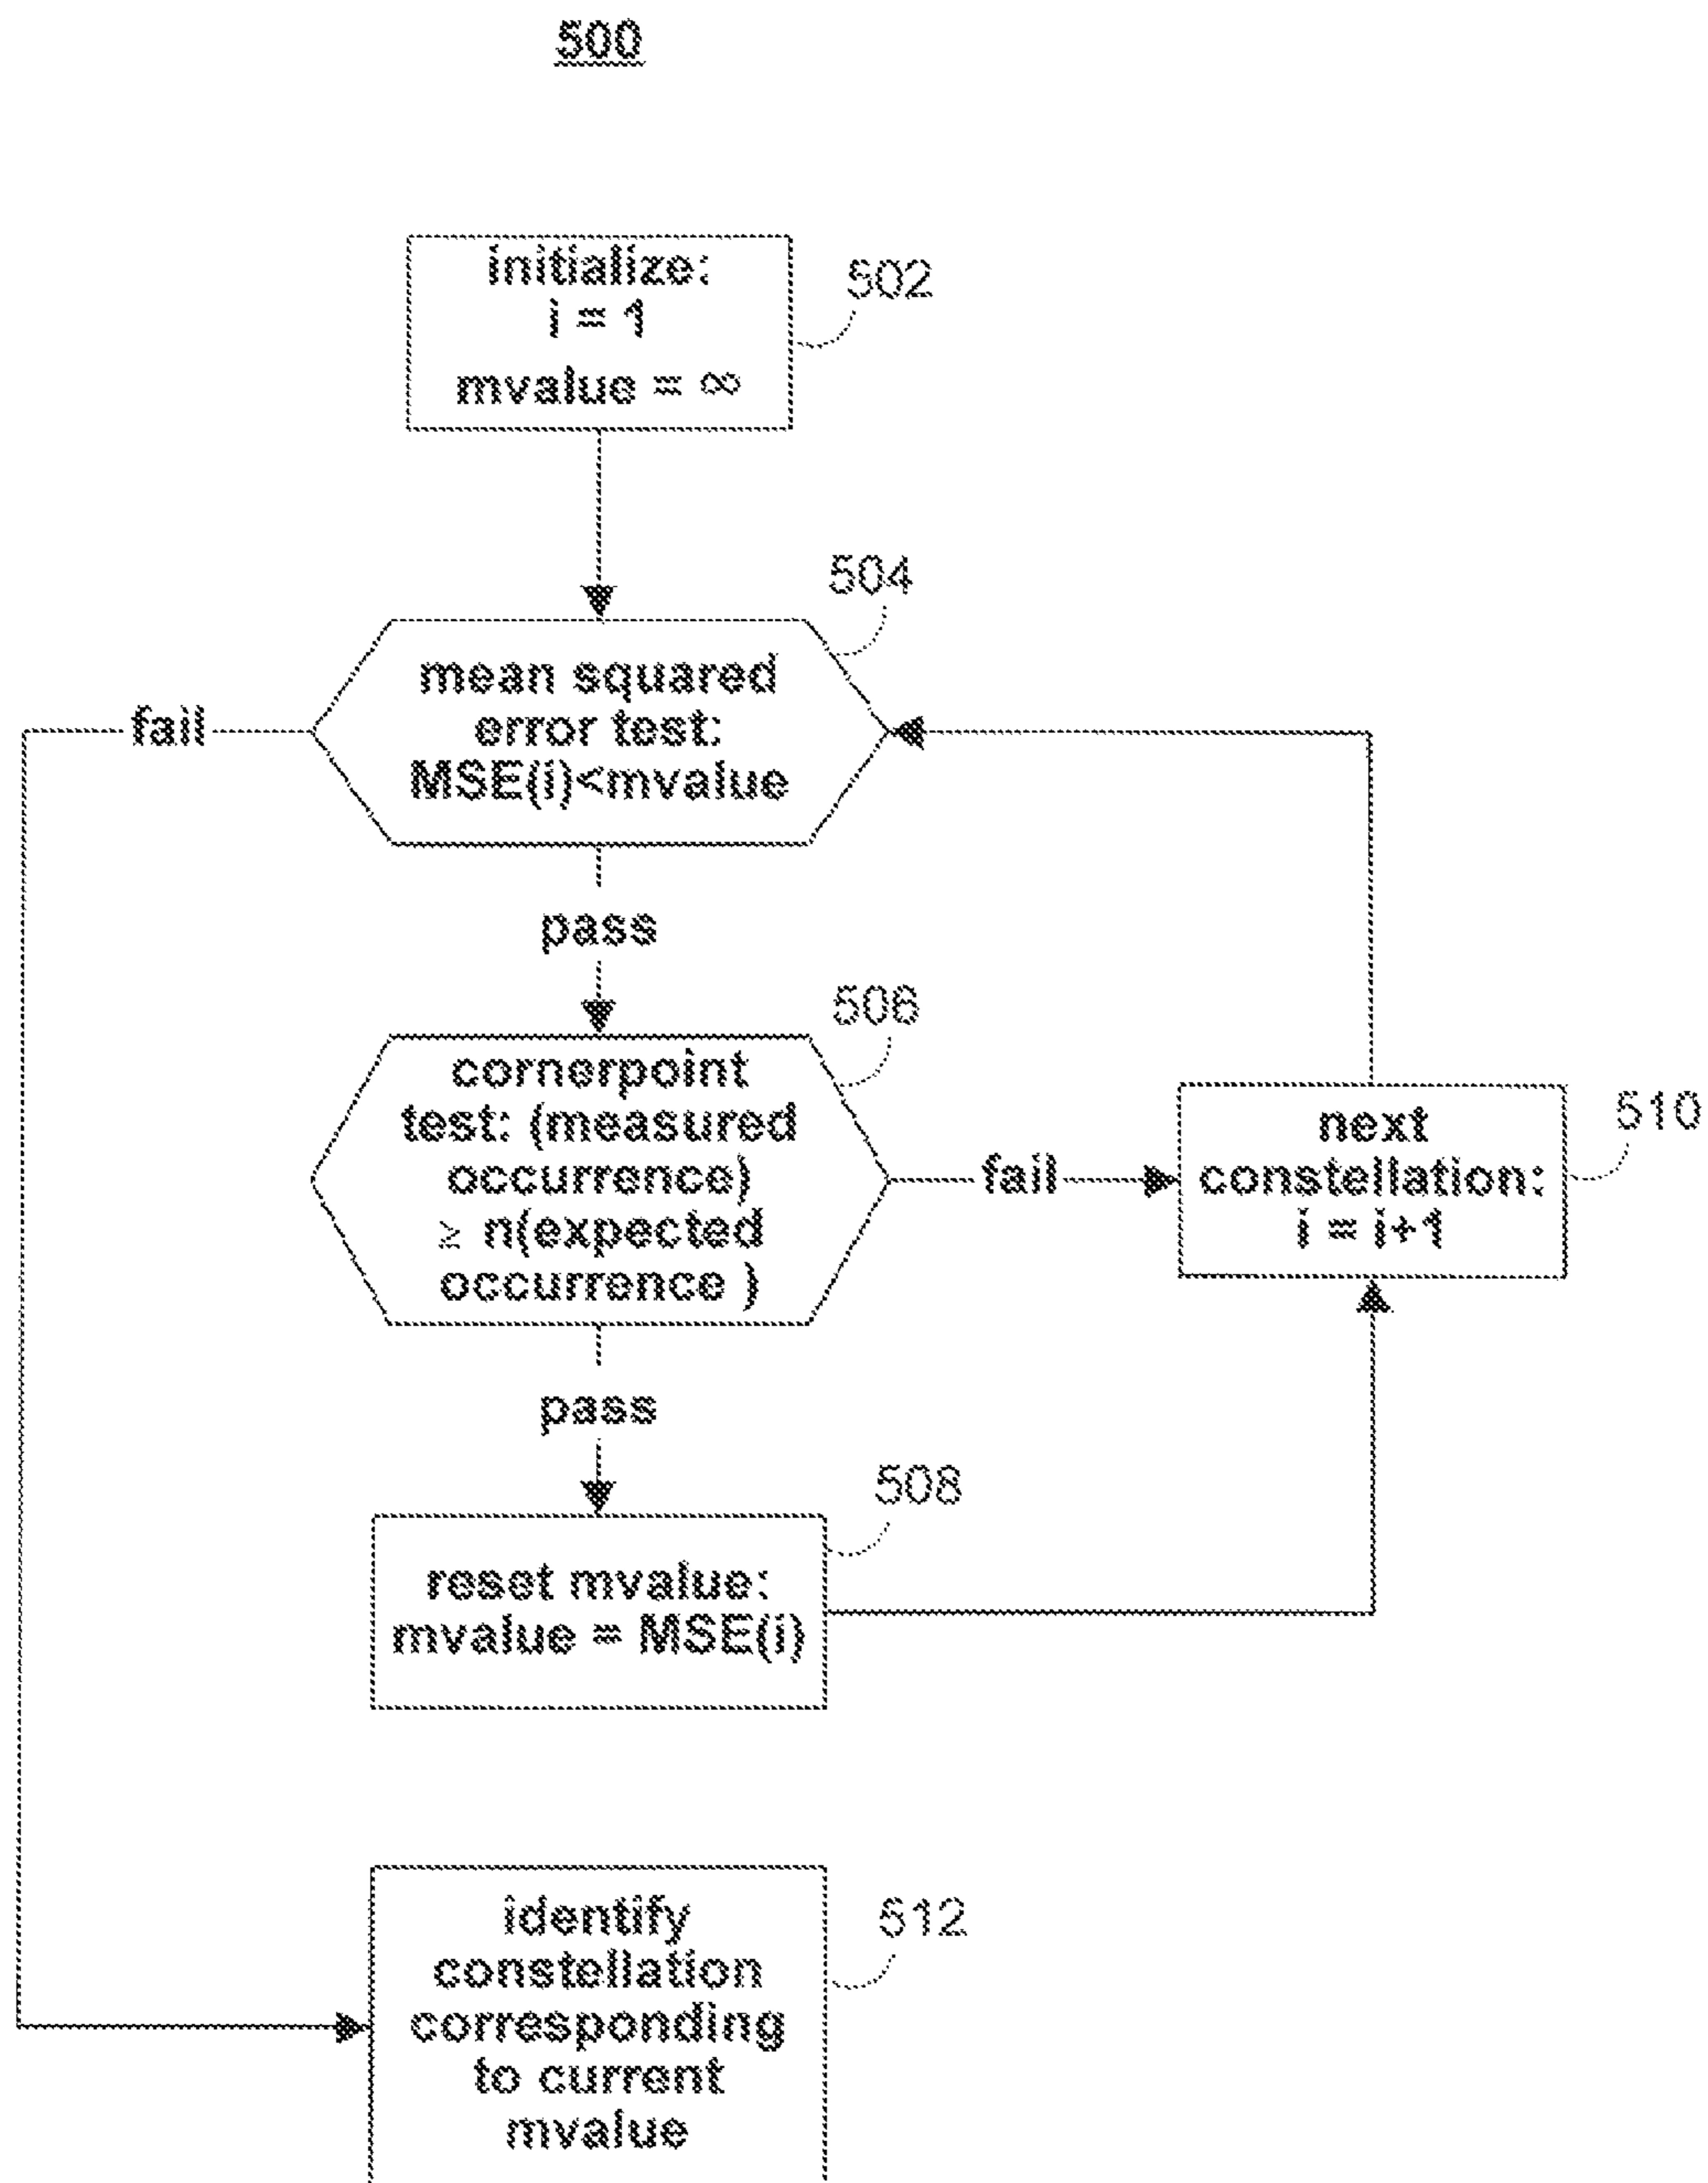 500
initialize:
i = 1
mvalue = ∞
502
504
mean squared
error test:
MSE(i)<mvalue
fail
pass
506
cornerpoint
test: (measured
occurrence)
≥ n(expected
occurrence )
fail
next
constellation:
i = i+1
510
pass
508
reset mvalue:
mvalue = MSE(i)
identify
constellation
corresponding
to current
mvalue
512